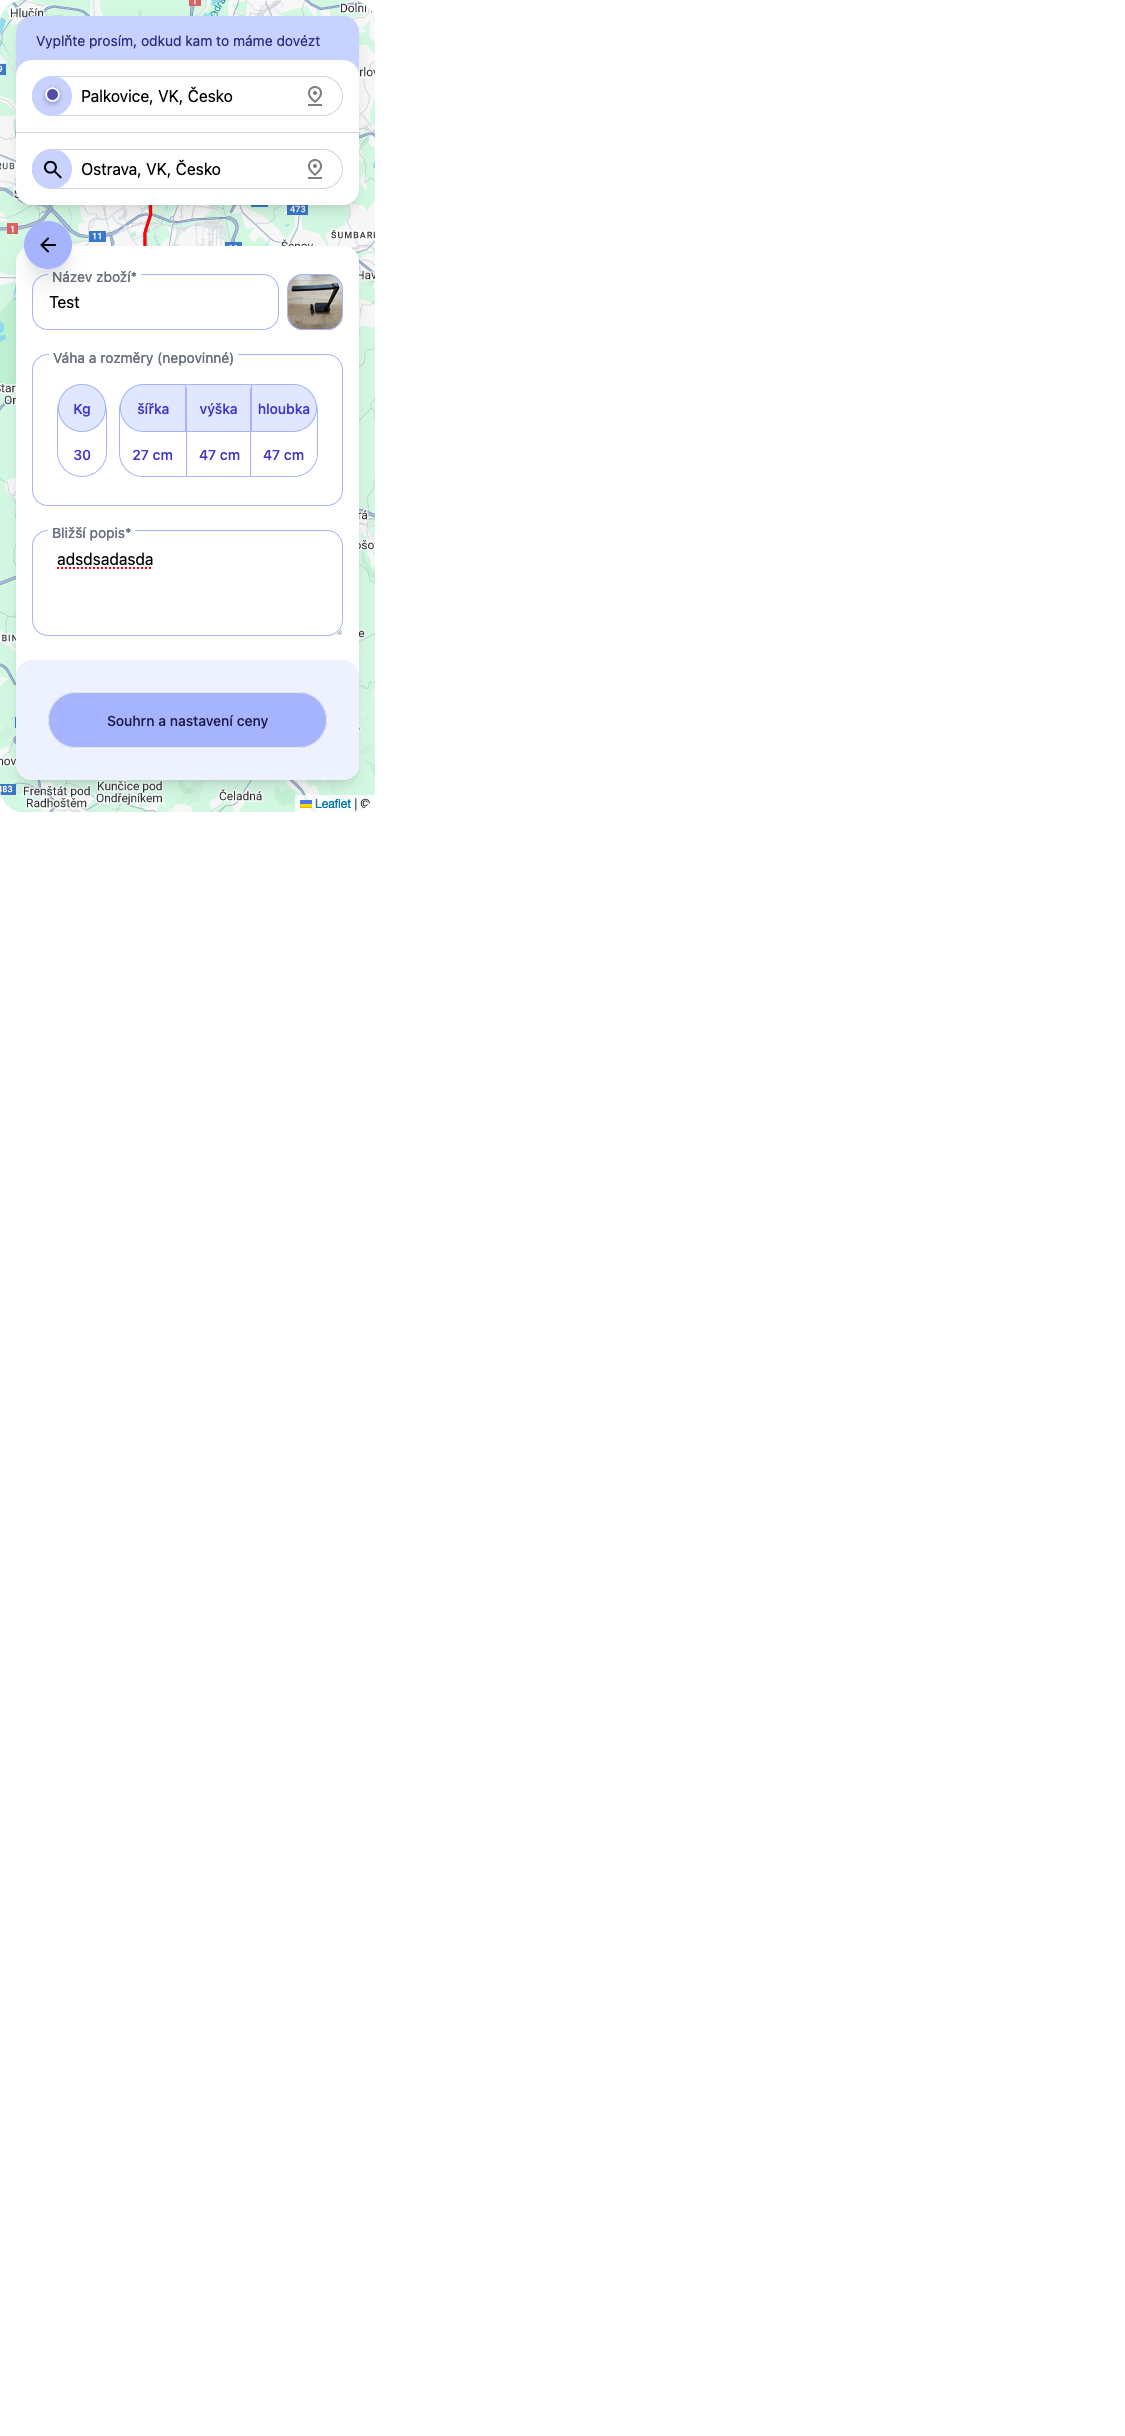 Hlučín
Dolní
Vyplňte prosím, odkud kam to máme dovézt
Palkovice, VK, Česko
Ostrava, VK, Česko
473
1
11
ŠUMBARK
Šenov
Název zboží*
Test
Váha a rozměry (nepovinné)
Kg šířka výška hloubka
30 27 cm 47 cm 47 cm
Bližší popis*
adsdsadasda
Souhrn a nastavení ceny
Frenštát pod
Radhoštěm
Kunčice pod
Ondřejníkem
Čeladná
Leaflet | ©